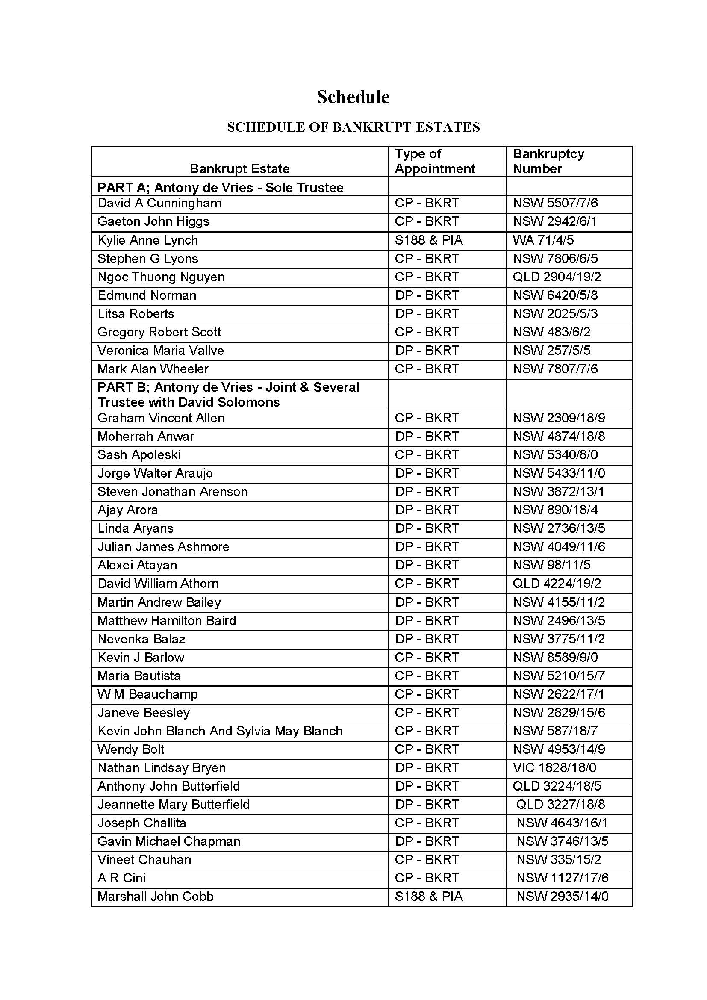 Schedule
SCHEDULE OF BANKRUPT ESTATES
Bankrupt Estate Type of Appointment Bankruptcy Number
PART A; Antony de Vries - Sole Trustee
David A Cunningham CP - BKRT NSW 5507/7/6
Gaeton John Higgs CP - BKRT NSW 2942/6/1
Kylie Anne Lynch S188 & PIA WA 71/4/5
Stephen G Lyons CP - BKRT NSW 7806/6/5
Ngoc Thuong Nguyen CP - BKRT QLD 2904/19/2
Edmund Norman DP - BKRT NSW 6420/5/8
Litsa Roberts DP - BKRT NSW 2025/5/3
Gregory Robert Scott CP - BKRT NSW 483/6/2
Veronica Maria Vallve DP - BKRT NSW 257/5/5
Mark Alan Wheeler CP - BKRT NSW 7807/7/6
PART B; Antony de Vries - Joint & Several
Trustee with David Solomons
Graham Vincent Allen CP - BKRT NSW 2309/18/9
Moherrah Anwar DP - BKRT NSW 4874/18/8
Sash Apoleski CP - BKRT NSW 5340/8/0
Jorge Walter Araujo DP - BKRT NSW 5433/11/0
Steven Jonathan Arenson DP - BKRT NSW 3872/13/1
Ajay Arora DP - BKRT NSW 890/18/4
Linda Aryans DP - BKRT NSW 2736/13/5
Julian James Ashmore DP - BKRT NSW 4049/11/6
Alexei Atayan DP - BKRT NSW 98/11/5
David William Athorn CP - BKRT QLD 4224/19/2
Martin Andrew Bailey DP - BKRT NSW 4155/11/2
Matthew Hamilton Baird DP - BKRT NSW 2496/13/5
Nevenka Balaz DP - BKRT NSW 3775/11/2
Kevin J Barlow CP - BKRT NSW 8589/9/0
Maria Bautista CP - BKRT NSW 5210/15/7
W M Beauchamp CP - BKRT NSW 2622/17/1
Janeve Beesley CP - BKRT NSW 2829/15/6
Kevin John Blanch And Sylvia May Blanch CP - BKRT NSW 587/18/7
Wendy Bolt CP - BKRT NSW 4953/14/9
Nathan Lindsay Bryen DP - BKRT VIC 1828/18/0
Anthony John Butterfield DP - BKRT QLD 3224/18/5
Jeannette Mary Butterfield DP - BKRT QLD 3227/18/8
Joseph Challita CP - BKRT NSW 4643/16/1
Gavin Michael Chapman DP - BKRT NSW 3746/13/5
Vineet Chauhan CP - BKRT NSW 335/15/2
A R Cini CP - BKRT NSW 1127/17/6
Marshall John Cobb S188 & PIA NSW 2935/14/0